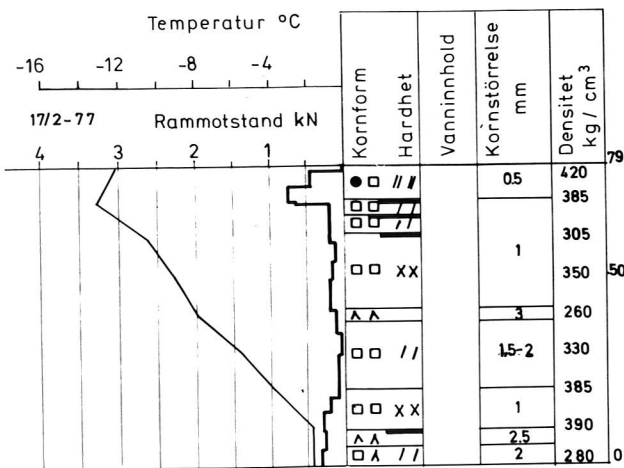 Temperatur °C
-16 -12 -8 -4
17/2-77 Rammotstand kN
4 3 2 1
Kornform
Hardhet
Vanninnhold
Kornstörrelse
mm
Densitet
kg/cm3
79
0.5 420
385
305
1
350 50
3 260
1.5-2 330
385
1
390
2.5
2 280 0